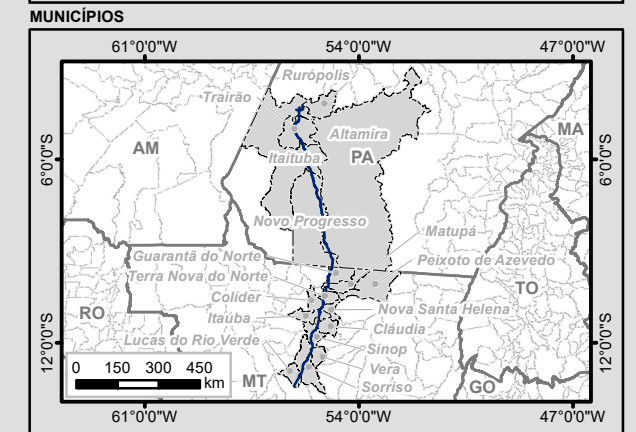 MUNICÍPIOS
61°0'0"W 54°0'0"W 47°0'0"W
Rurópolis
Trairão
MA
Altamira
AM
Itaituba PA
6°0'0"S 6°0'0"S
Novo Progresso
Matupá
Guarantã do Norte
Peixoto de Azevedo
Terra Nova do Norte
TO
Colíder
Nova Santa Helena
RO
Itaúba
Cláudia
Lucas do Rio Verde
Sinop
12°0'0"S 12°0'0"S
0 150 300 450
km
Vera
MT
Sorriso
GO
61°0'0"W 54°0'0"W 47°0'0"W